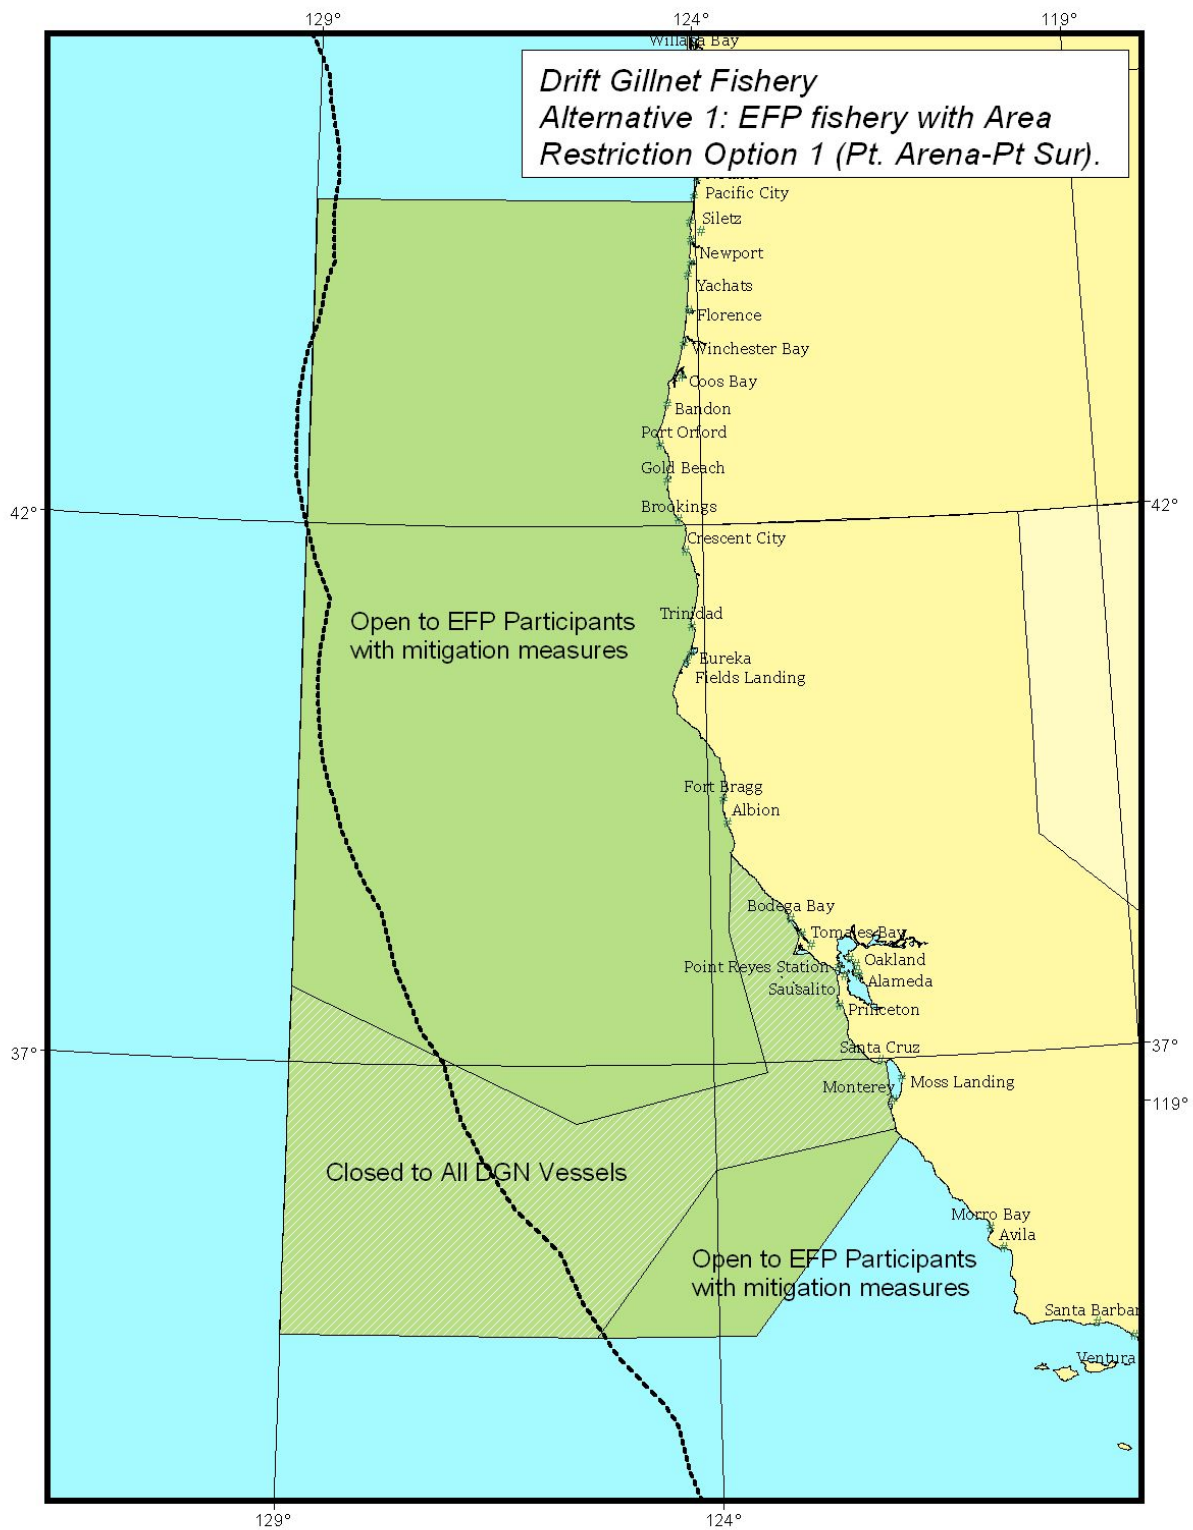 129°
124°
119°
Willapa Bay
Drift Gillnet Fishery
Alternative 1: EFP fishery with Area
Restriction Option 1 (Pt. Arena-Pt Sur).
Pacific City
Siletz
Newport
Yachats
Florence
Winchester Bay
Coos Bay
Bandon
Port Orford
Gold Beach
Brookings
42°
42°
Crescent City
Trinidad
Open to EFP Participants
with mitigation measures
Eureka
Fields Landing
Fort Bragg
Albion
Bodega Bay
Tomales Bay
Oakland
Point Reyes Station
Alameda
Sausalito
Princeton
37°
37°
Santa Cruz
Moss Landing
Monterey
119°
Closed to All DGN Vessels
Morro Bay
Avila
Open to EFP Participants
with mitigation measures
Santa Barbar
Ventura
129°
124°